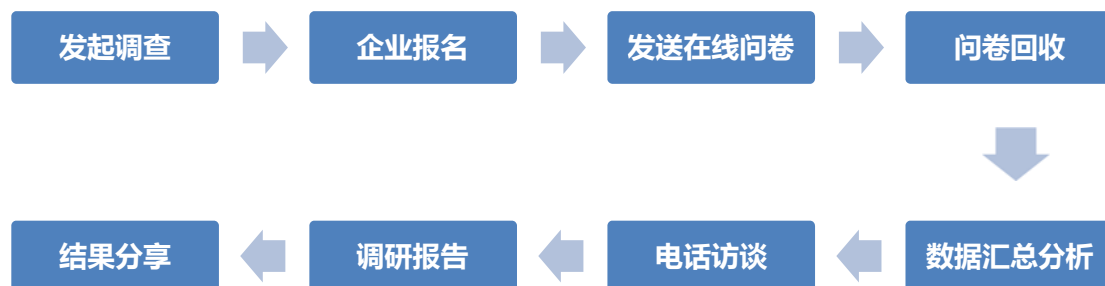 发起调查
企业报名
发送在线问卷
问卷回收
数据汇总分析
电话访谈
调研报告
结果分享